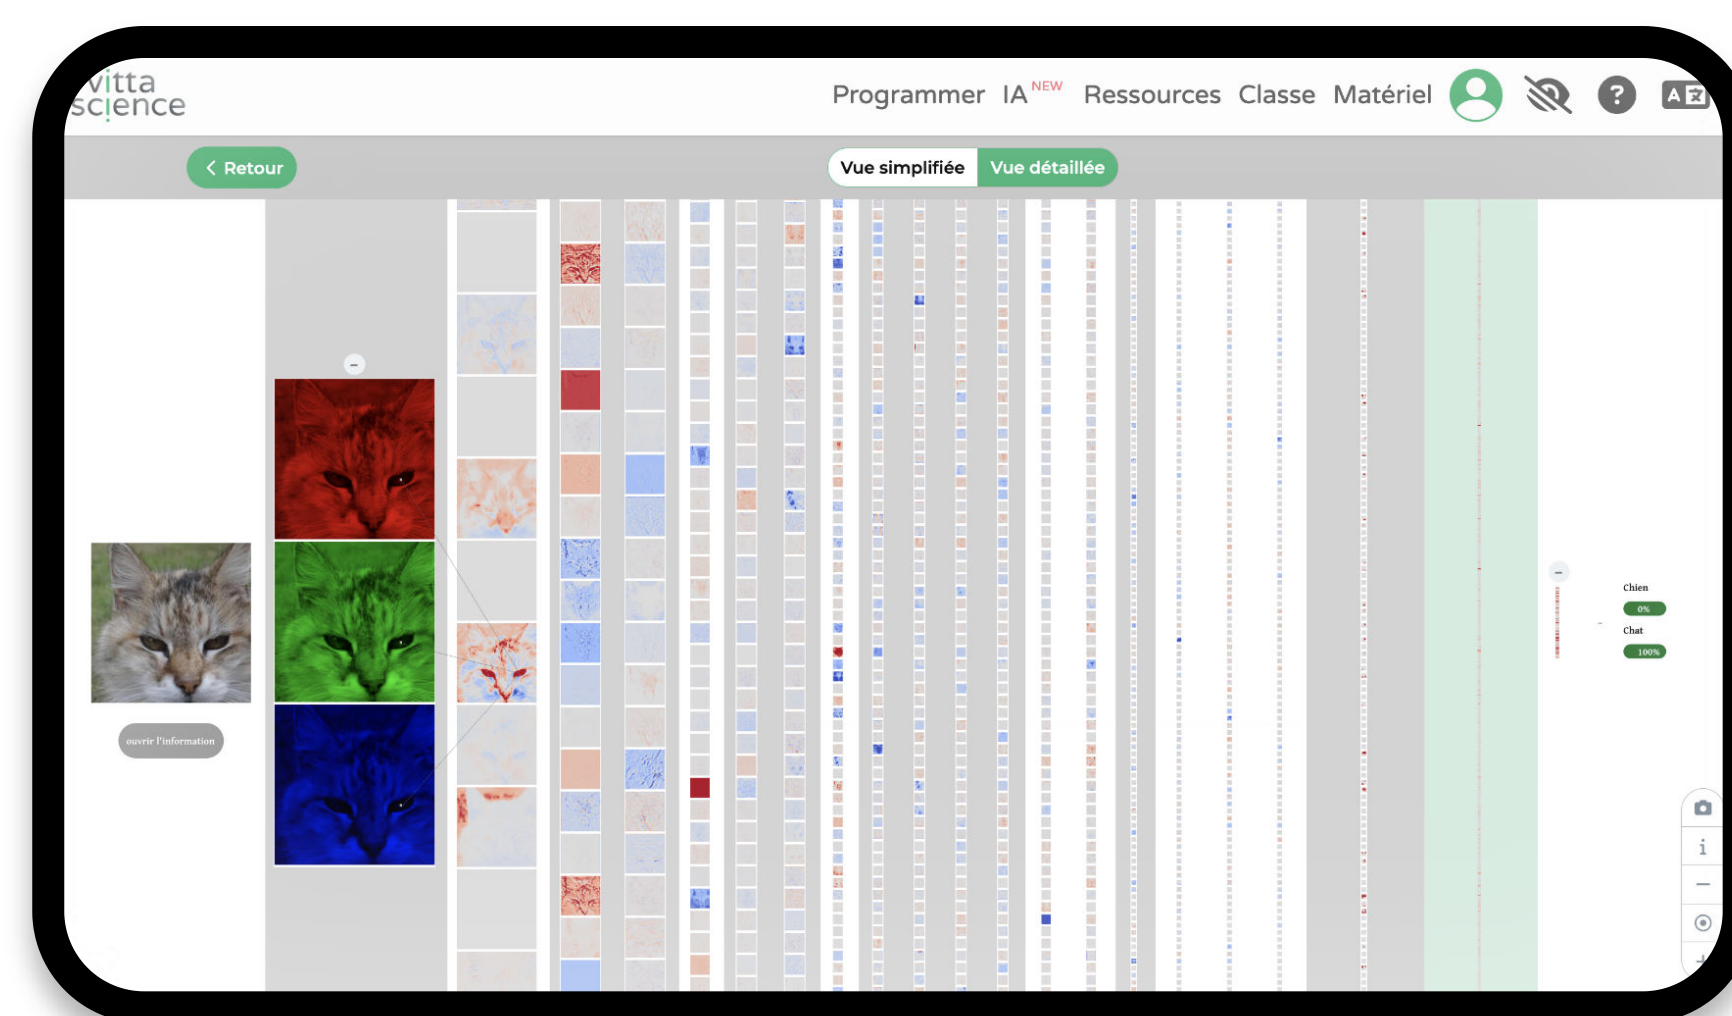 vitta
science
Programmer IA NEW Ressources Classe Matériel
Retour
Vue simplifiée Vue détaillée
ouvrir l'information
Chien
0%
Chat
100%